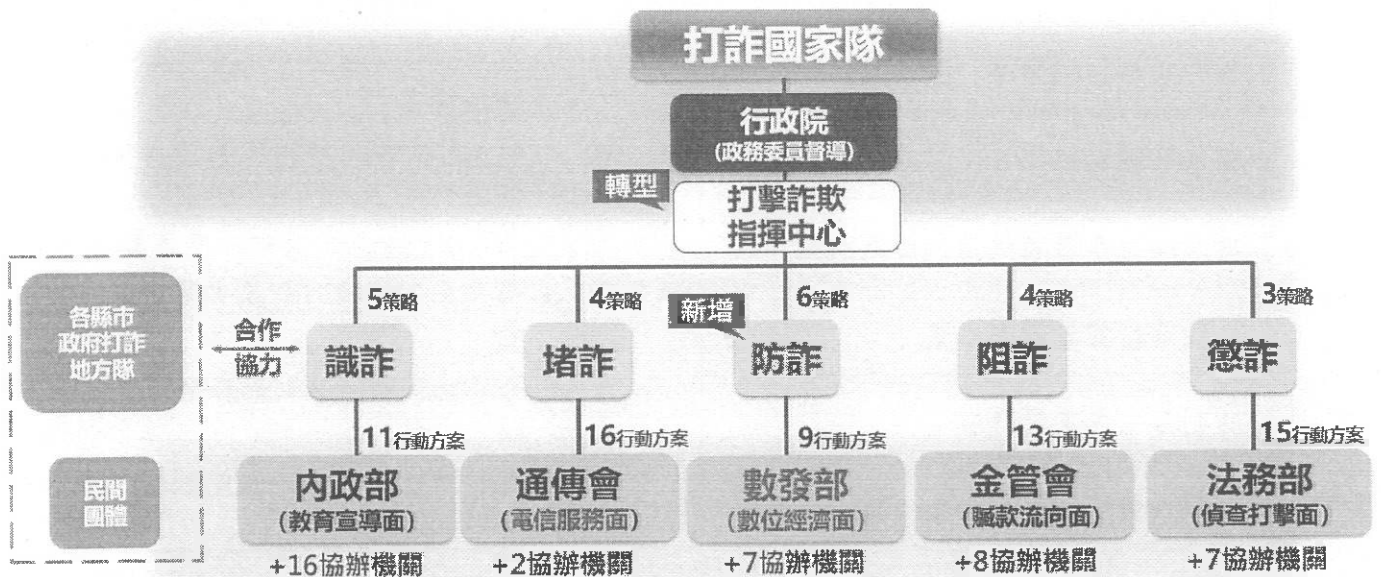 打詐國家隊
行政院
(政務委員督導)
轉型
打擊詐欺
指揮中心
各縣市
政府打詐
地方隊
民間
團體
合作
協力
5策略
4策略
新增
6策略
4策略
3策略
識詐
堵詐
防詐
阻詐
懲詐
11行動方案
16行動方案
9行動方案
13行動方案
15行動方案
內政部
(教育宣導面)
通傳會
(電信服務面)
數發部
(數位經濟面)
金管會
(贓款流向面)
法務部
(偵查打擊面)
+16協辦機關
+2協辦機關
+7協辦機關
+8協辦機關
+7協辦機關